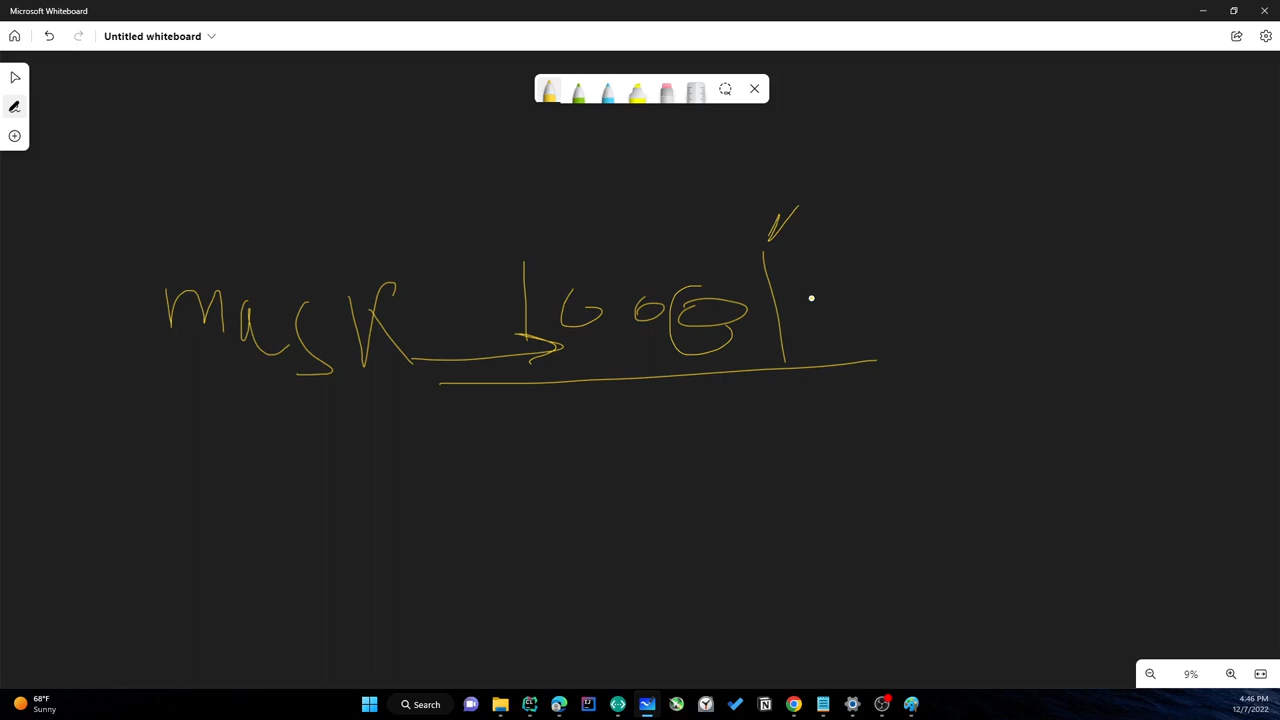 Microsoft Whiteboard
Untitled whiteboard
mask
9%
68°F
Sunny
Search
4:46 PM
12/7/2022